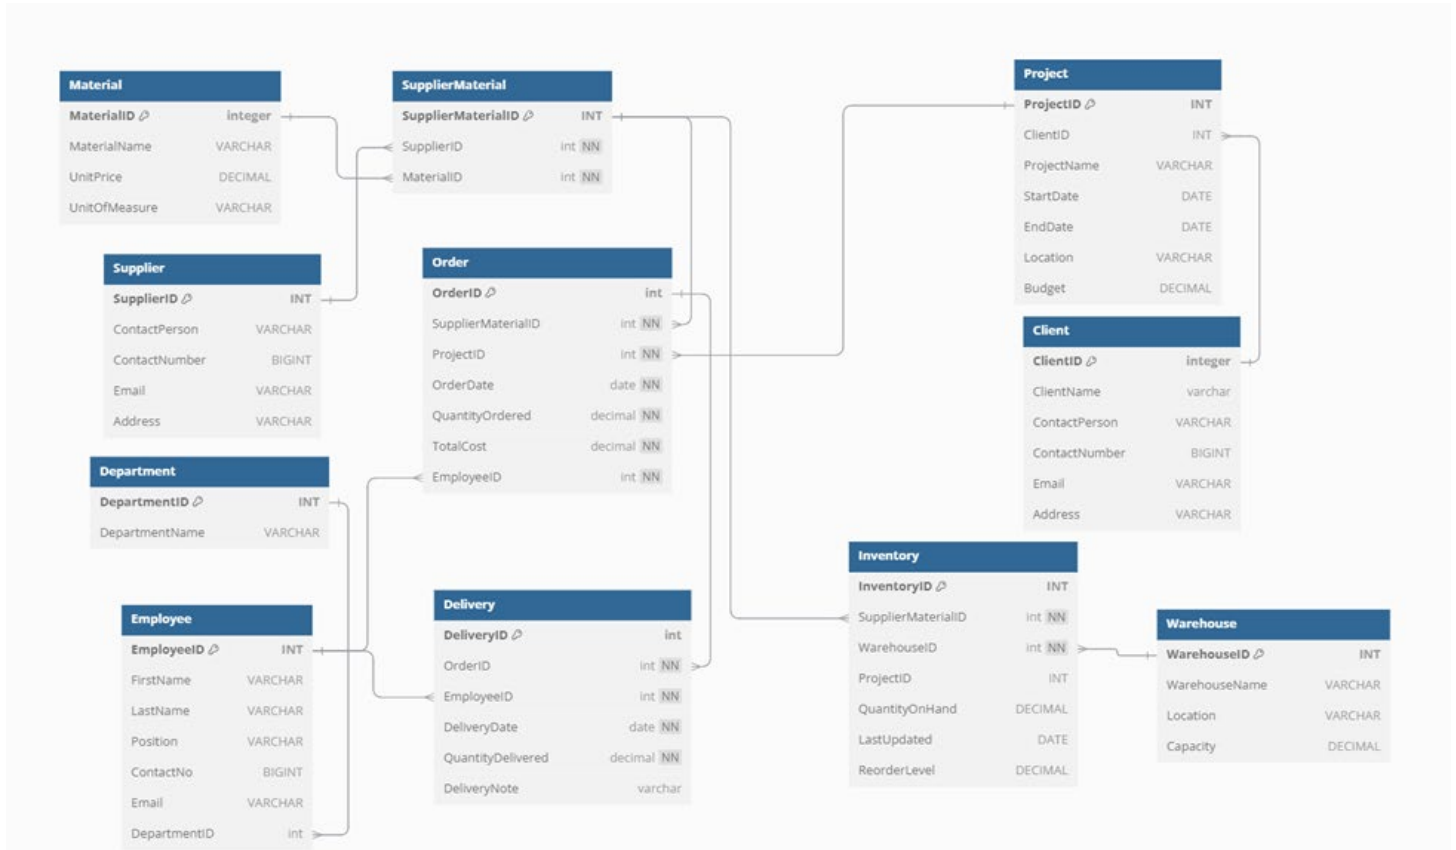 Material
MaterialID integer
MaterialName VARCHAR
UnitPrice DECIMAL
UnitOfMeasure VARCHAR
SupplierMaterial
SupplierMaterialID INT
SupplierID int NN
MaterialID int NN
Project
ProjectID INT
ClientID INT
ProjectName VARCHAR
StartDate DATE
EndDate DATE
Location VARCHAR
Budget DECIMAL
Supplier
SupplierID INT
ContactPerson VARCHAR
ContactNumber BIGINT
Email VARCHAR
Address VARCHAR
Order
OrderID int
SupplierMaterialID int NN
ProjectID int NN
OrderDate date NN
QuantityOrdered decimal NN
TotalCost decimal NN
EmployeeID int NN
Client
ClientID integer
ClientName varchar
ContactPerson VARCHAR
ContactNumber BIGINT
Email VARCHAR
Address VARCHAR
Department
DepartmentID INT
DepartmentName VARCHAR
Employee
EmployeeID INT
FirstName VARCHAR
LastName VARCHAR
Position VARCHAR
ContactNo BIGINT
Email VARCHAR
DepartmentID int
Delivery
DeliveryID int
OrderID int NN
EmployeeID int NN
DeliveryDate date NN
QuantityDelivered decimal NN
DeliveryNote varchar
Inventory
InventoryID INT
SupplierMaterialID int NN
WarehouseID int NN
ProjectID INT
QuantityOnHand DECIMAL
LastUpdated DATE
ReorderLevel DECIMAL
Warehouse
WarehouseID INT
WarehouseName VARCHAR
Location VARCHAR
Capacity DECIMAL